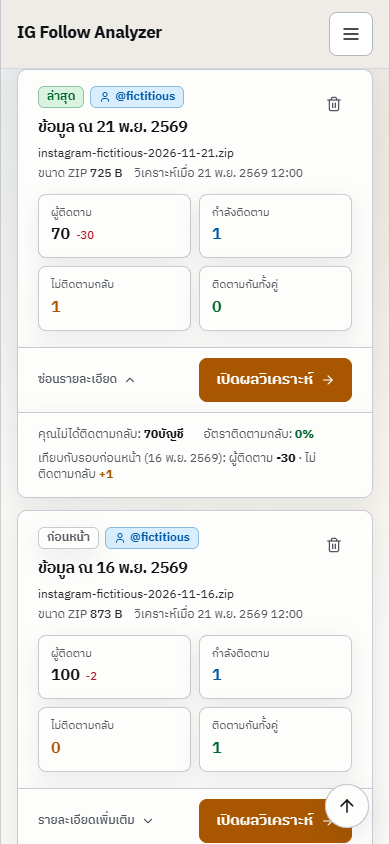 IG Follow Analyzer
ล่าสุด @fictitious
ข้อมูล ณ 21 พ.ย. 2569
instagram-fictitious-2026-11-21.zip
ขนาด ZIP 725 B วิเคราะห์เมื่อ 21 พ.ย. 2569 12:00
ผู้ติดตาม กำลังติดตาม
70 -30 1
ไม่ติดตามกลับ ติดตามกันทั้งคู่
1 0
ซ่อนรายละเอียด เปิดผลวิเคราะห์ →
คุณไม่ได้ติดตามกลับ: 70บัญชี อัตราติดตามกลับ: 0%
เทียบกับรอบก่อนหน้า (16 พ.ย. 2569): ผู้ติดตาม -30 · ไม่
ติดตามกลับ +1
ก่อนหน้า @fictitious
ข้อมูล ณ 16 พ.ย. 2569
instagram-fictitious-2026-11-16.zip
ขนาด ZIP 873 B วิเคราะห์เมื่อ 21 พ.ย. 2569 12:00
ผู้ติดตาม กำลังติดตาม
100 -2 1
ไม่ติดตามกลับ ติดตามกันทั้งคู่
0 1
รายละเอียดเพิ่มเติม เปิดผลวิเคราะห์